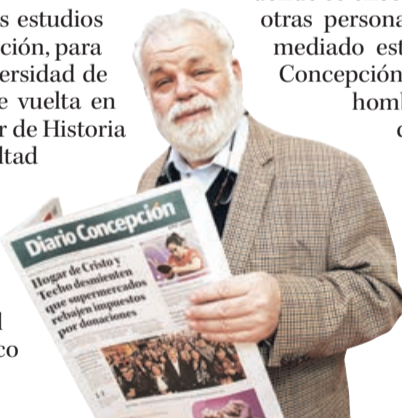 s estudios
ción, para
ersidad de
e vuelta en
r de Historia
ltad
l
co
otras persona
mediado est
Concepción
homb
Diario Concepción
Hogar de Cristo y
Techo desmienten
que supermercados
rebajen impuestos
por donaciones